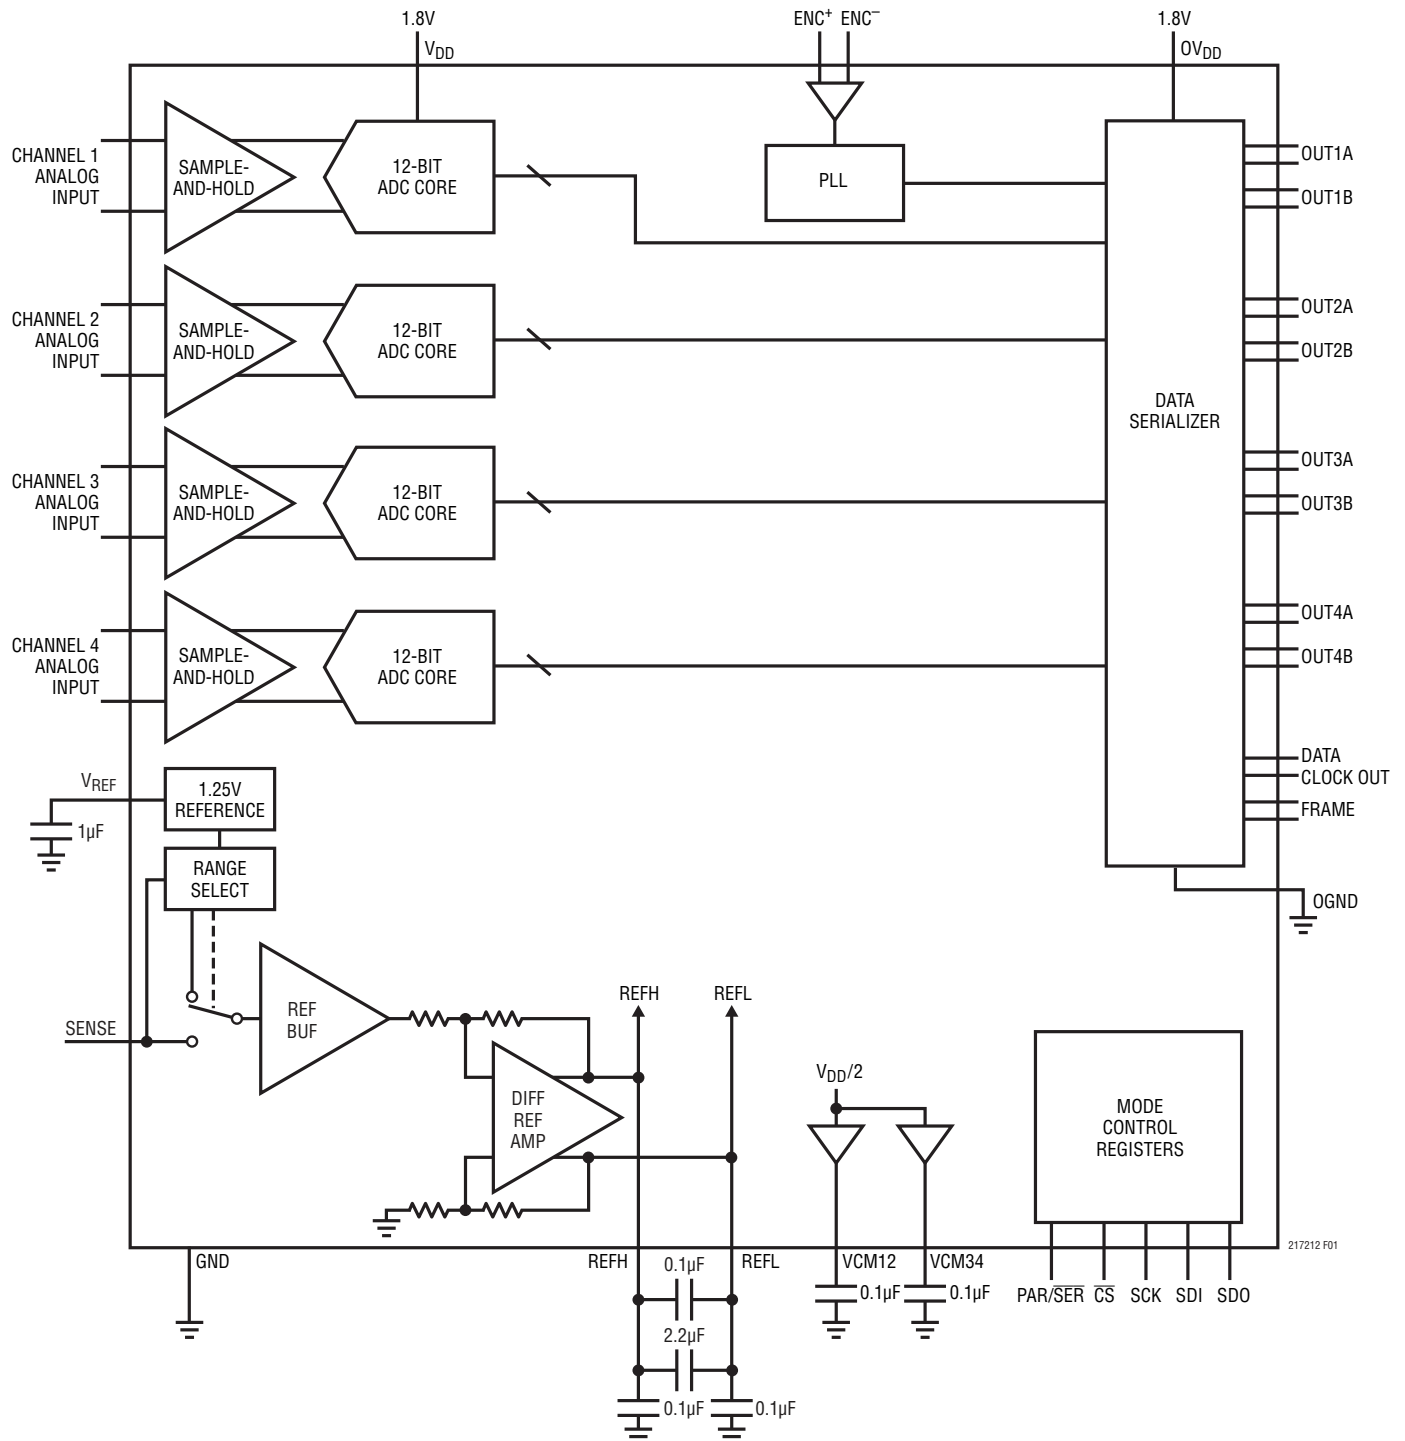 1.8V
VDD
ENC+ ENC–
1.8V
OVDD
CHANNEL 1
ANALOG
INPUT
SAMPLE-
AND-HOLD
12-BIT
ADC CORE
PLL
OUT1A
OUT1B
CHANNEL 2
ANALOG
INPUT
SAMPLE-
AND-HOLD
12-BIT
ADC CORE
OUT2A
OUT2B
DATA
SERIALIZER
CHANNEL 3
ANALOG
INPUT
SAMPLE-
AND-HOLD
12-BIT
ADC CORE
OUT3A
OUT3B
CHANNEL 4
ANALOG
INPUT
SAMPLE-
AND-HOLD
12-BIT
ADC CORE
OUT4A
OUT4B
DATA
CLOCK OUT
FRAME
OGND
VREF
1µF
1.25V
REFERENCE
RANGE
SELECT
SENSE
REF
BUF
REFH
REFL
DIFF
REF
AMP
VDD/2
MODE
CONTROL
REGISTERS
217212 F01
GND
REFH
0.1µF
REFL
VCM12
0.1µF
VCM34
0.1µF
PAR/SER
CS
SCK
SDI
SDO
2.2µF
0.1µF
0.1µF